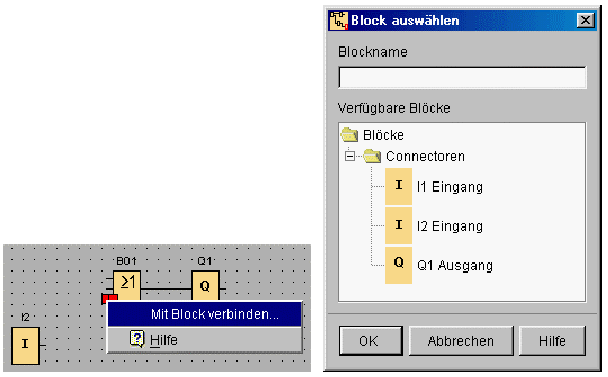 B01
Q1
≥1
Q
I2
I
Mit Block verbinden...
Hilfe
Block auswählen
Blockname
Verfügbare Blöcke
Blöcke
Connectoren
I I1 Eingang
I I2 Eingang
Q Q1 Ausgang
OK
Abbrechen
Hilfe